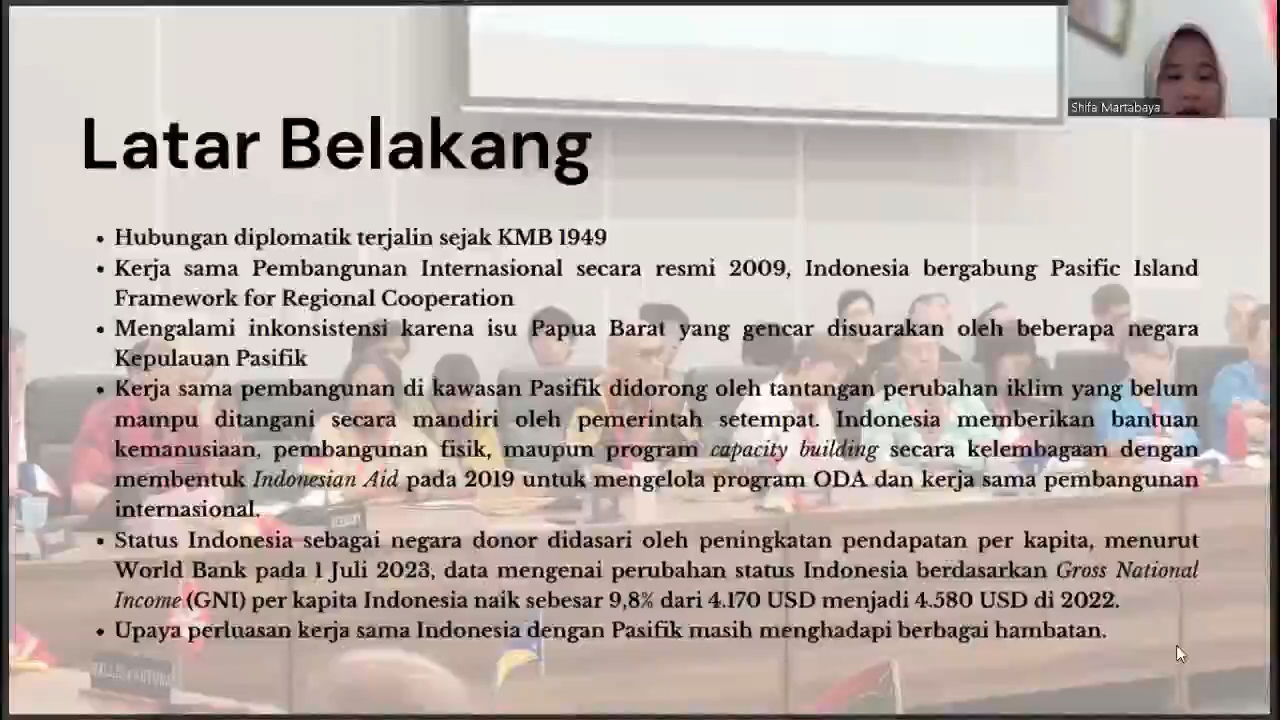 Shifa Martabaya
Latar Belakang
• Hubungan diplomatik terjalin sejak KMB 1949
• Kerja sama Pembangunan Internasional secara resmi 2009, Indonesia bergabung Pasific Island
Framework for Regional Cooperation
• Mengalami inkonsistensi karena isu Papua Barat yang gencar disuarakan oleh beberapa negara
Kepulauan Pasifik
• Kerja sama pembangunan di kawasan Pasifik didorong oleh tantangan perubahan iklim yang belum
mampu ditangani secara mandiri oleh pemerintah setempat. Indonesia memberikan bantuan
kemanusiaan, pembangunan fisik, maupun program capacity building secara kelembagaan dengan
membentuk Indonesian Aid pada 2019 untuk mengelola program ODA dan kerja sama pembangunan
internasional.
• Status Indonesia sebagai negara donor didasari oleh peningkatan pendapatan per kapita, menurut
World Bank pada 1 Juli 2023, data mengenai perubahan status Indonesia berdasarkan Gross National
Income (GNI) per kapita Indonesia naik sebesar 9,8% dari 4.170 USD menjadi 4.580 USD di 2022.
• Upaya perluasan kerja sama Indonesia dengan Pasifik masih menghadapi berbagai hambatan.